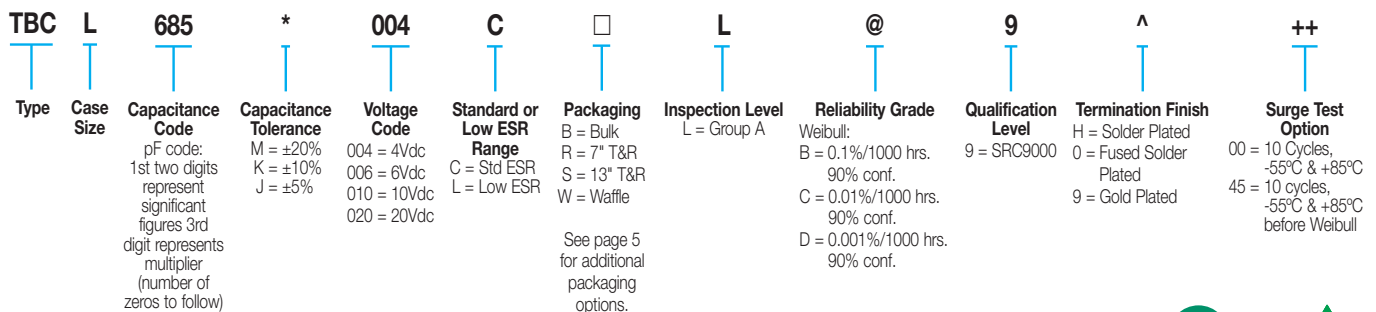 TBC L 685 * 004 C □ L @ 9 ^ ++
Type
Case
Size
Capacitance
Code
pF code:
1st two digits
represent
significant
figures 3rd
digit represents
multiplier
(number of
zeros to follow)
Capacitance
Tolerance
M = ±20%
K = ±10%
J = ±5%
Voltage
Code
004 = 4Vdc
006 = 6Vdc
010 = 10Vdc
020 = 20Vdc
Standard or
Low ESR
Range
C = Std ESR
L = Low ESR
Packaging
B = Bulk
R = 7" T&R
S = 13" T&R
W = Waffle
See page 5
for additional
packaging
options.
Inspection Level
L = Group A
Reliability Grade
Weibull:
B = 0.1%/1000 hrs.
90% conf.
C = 0.01%/1000 hrs.
90% conf.
D = 0.001%/1000 hrs.
90% conf.
Qualification
Level
9 = SRC9000
Termination Finish
H = Solder Plated
0 = Fused Solder
Plated
9 = Gold Plated
Surge Test
Option
00 = 10 Cycles,
-55ºC & +85ºC
45 = 10 cycles,
-55ºC & +85ºC
before Weibull